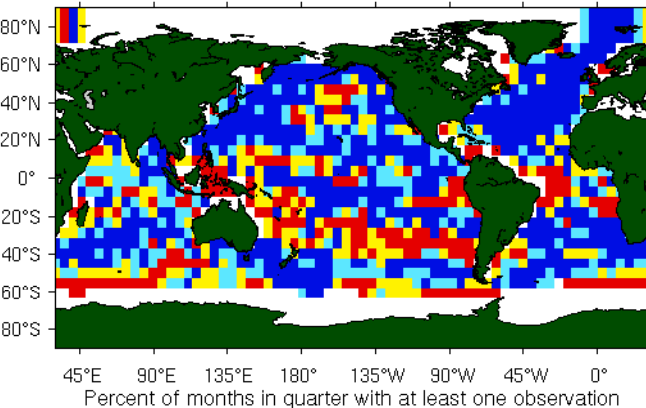 80°N
60°N
40°N
20°N
0°
20°S
40°S
60°S
80°S
45°E 90°E 135°E 180° 135°W 90°W 45°W 0°
Percent of months in quarter with at least one observation